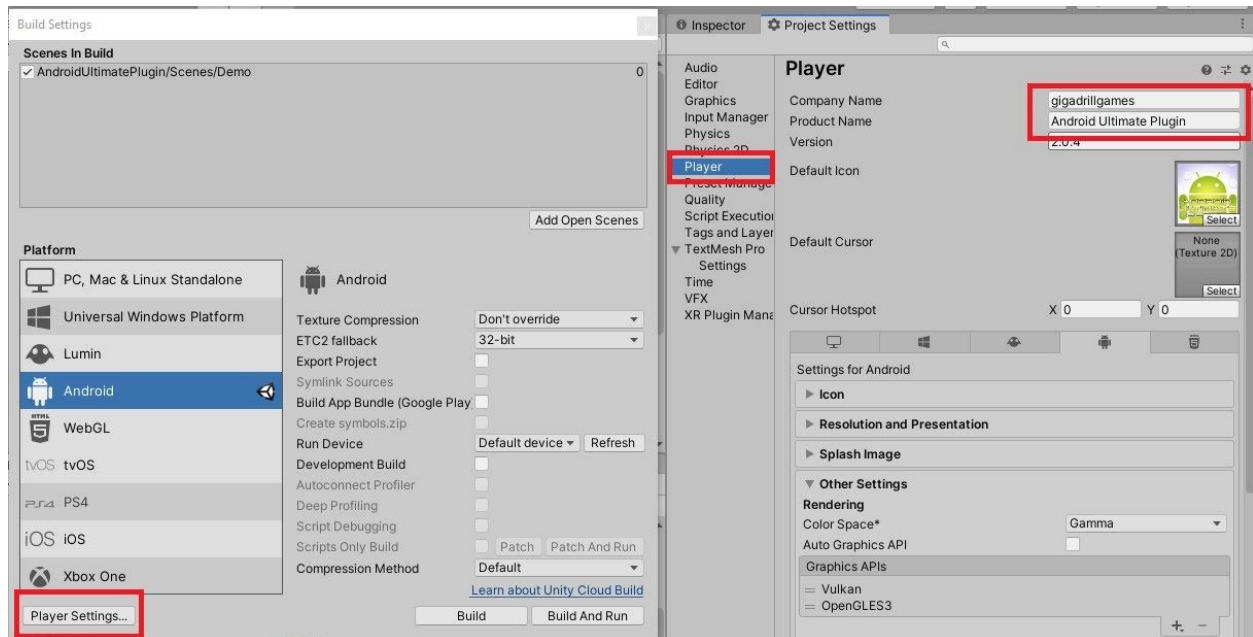 Build Settings
Scenes In Build
AndroidUltimatePlugin/Scenes/Demo 0
Add Open Scenes
Platform
PC, Mac & Linux Standalone
Universal Windows Platform
Lumin
Android
HTML WebGL
tvOS tvOS
PS4 PS4
iOS iOS
Xbox One
Player Settings...
Android
Texture Compression Don't override
ETC2 fallback 32-bit
Export Project
Symlink Sources
Build App Bundle (Google Play
Create symbols.zip
Run Device Default device Refresh
Development Build
Autoconnect Profiler
Deep Profiling
Script Debugging
Scripts Only Build Patch Patch And Run
Compression Method Default
Learn about Unity Cloud Build
Build Build And Run
Inspector Project Settings
Audio
Editor
Graphics
Input Manager
Physics
Physics 2D
Player
Preset Manage
Quality
Script Execution
Tags and Layer
TextMesh Pro
Settings
Time
VFX
XR Plugin Mana
Player
Company Name gigadrillgames
Product Name Android Ultimate Plugin
Version 2.0.4
Default Icon
Select
Default Cursor
None
(Texture 2D)
Select
Cursor Hotspot X 0 Y 0
Settings for Android
Icon
Resolution and Presentation
Splash Image
Other Settings
Rendering
Color Space* Gamma
Auto Graphics API
Graphics APIs
= Vulkan
= OpenGLES3